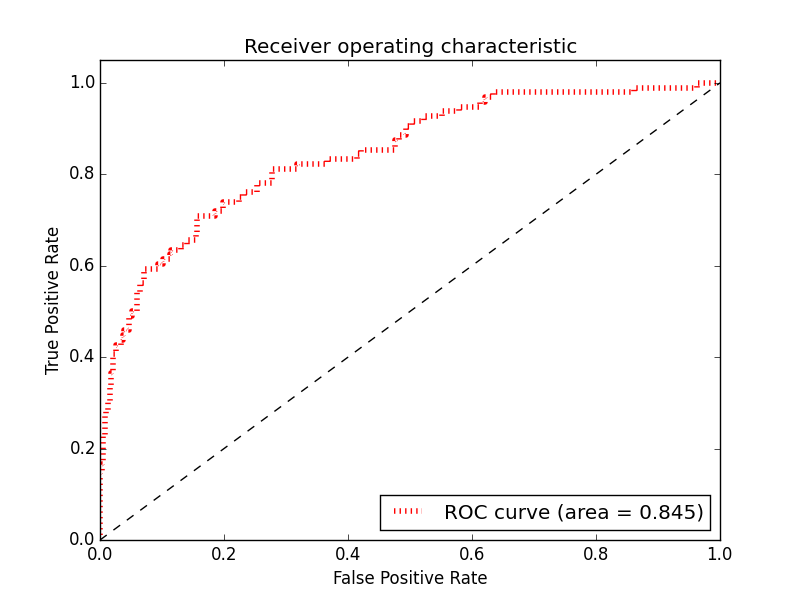 Receiver operating characteristic
1.0
0.8
0.6
0.4
0.2
0.0
True Positive Rate
ROC curve (area = 0.845)
0.0 0.2 0.4 0.6 0.8 1.0
False Positive Rate